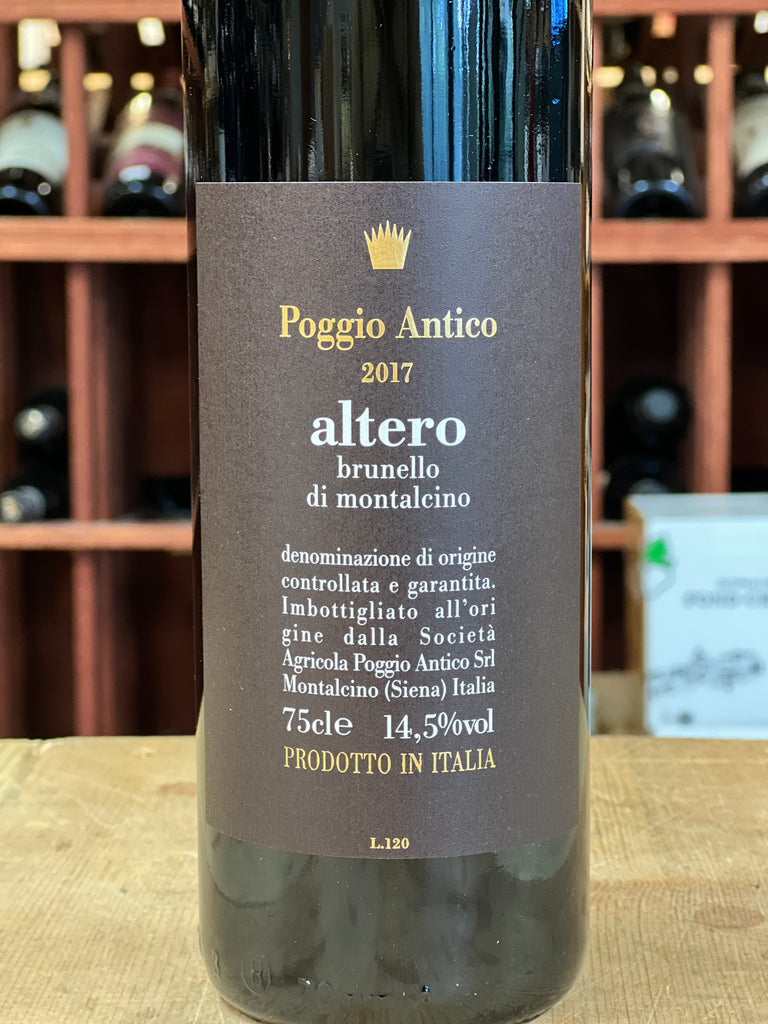 Poggio Antico
2017
altero
brunello
di montalcino
denominazione di origine
controllata e garantita.
Imbottigliato all'ori
gine dalla Società
Agricola Poggio Antico Srl
Montalcino (Siena) Italia
75cle 14,5%vol
PRODOTTO IN ITALIA
L.120